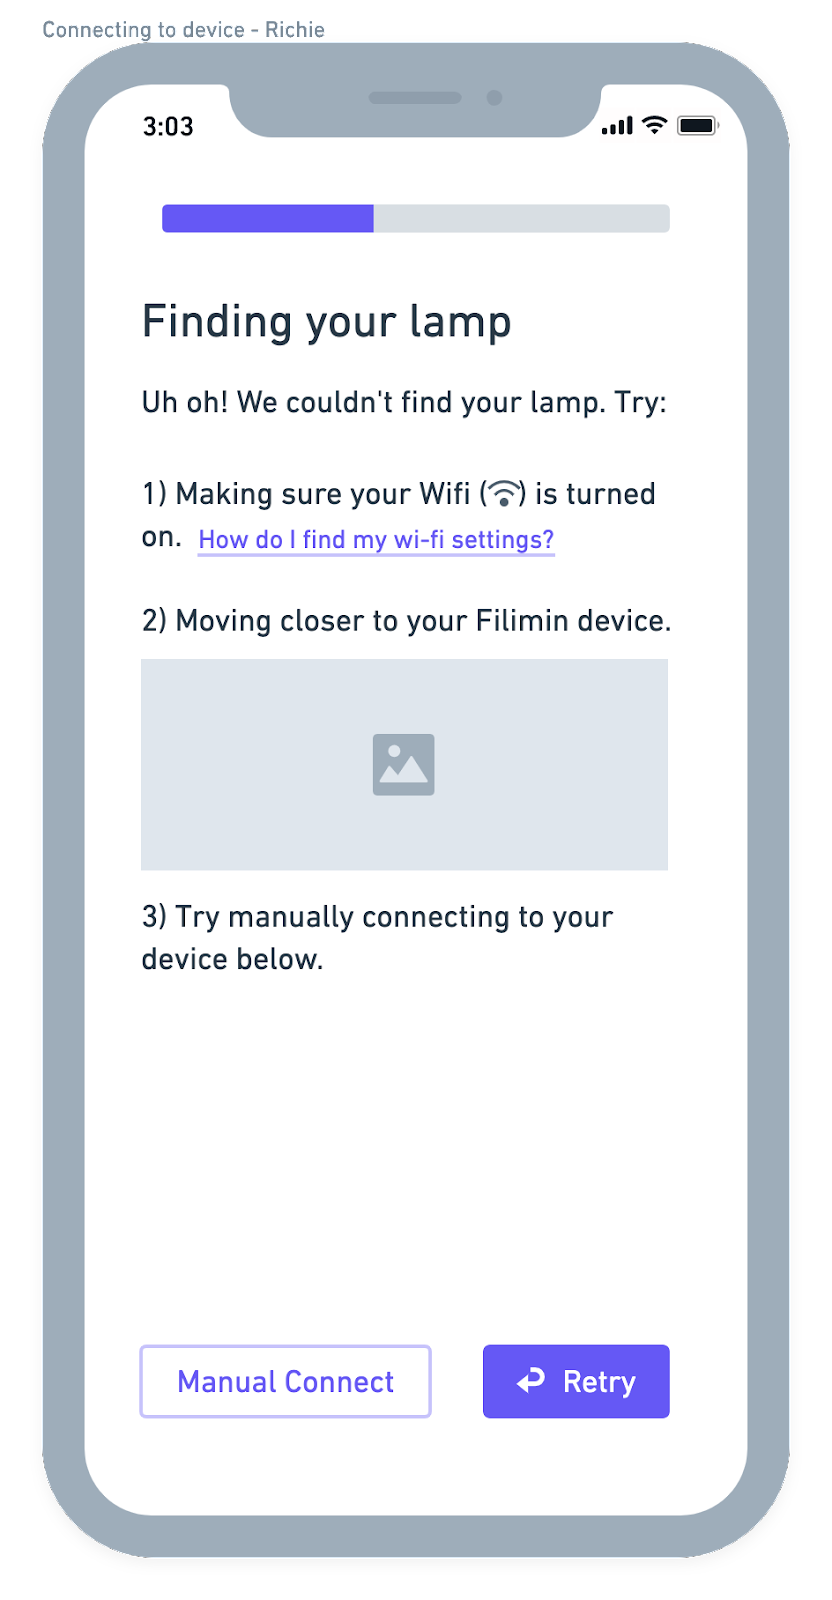 Connecting to device - Richie
3:03
Finding your lamp
Uh oh! We couldn't find your lamp. Try:
1) Making sure your Wifi () is turned
on. How do I find my wi-fi settings?
2) Moving closer to your Filimin device.
3) Try manually connecting to your
device below.
Manual Connect
Retry